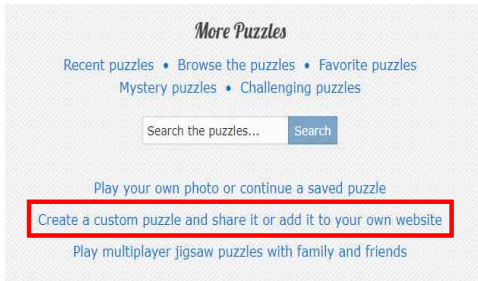 More Puzzles
Recent puzzles • Browse the puzzles • Favorite puzzles
Mystery puzzles • Challenging puzzles
Search the puzzles... Search
Play your own photo or continue a saved puzzle
Create a custom puzzle and share it or add it to your own website
Play multiplayer jigsaw puzzles with family and friends